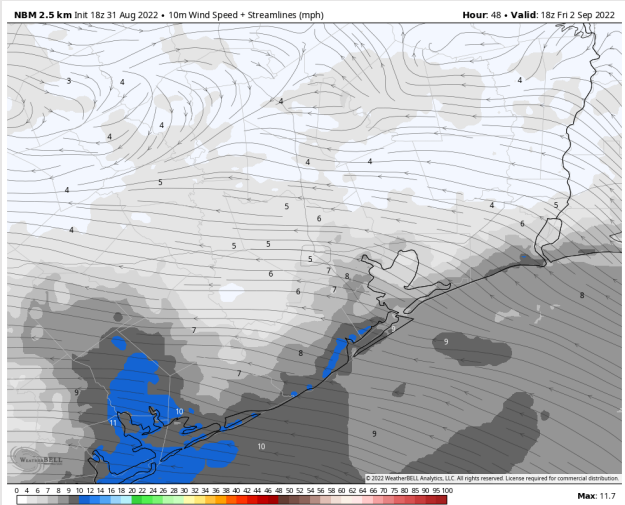 NBM 2.5 km Init 18z 31 Aug 2022 • 10m Wind Speed + Streamlines (mph) Hour: 48 • Valid: 18z Fri 2 Sep 2022
3 4 4
4
4 4
4 4
4 5
5 4 5
6 6
4
5 5
5
6 7 8
6 7 8
7
9
8
7
9
10
11
9
10
WEATHERBELL
© 2022 WeatherBELL Analytics, LLC. All rights reserved. License required for commercial distribution.
0 4 6 7 8 9 10 12 14 16 18 20 22 24 26 28 30 32 34 36 38 40 42 44 46 48 50 52 54 56 58 60 62 64 66 68 70 75 80 85 90 95 100
Max: 11.7